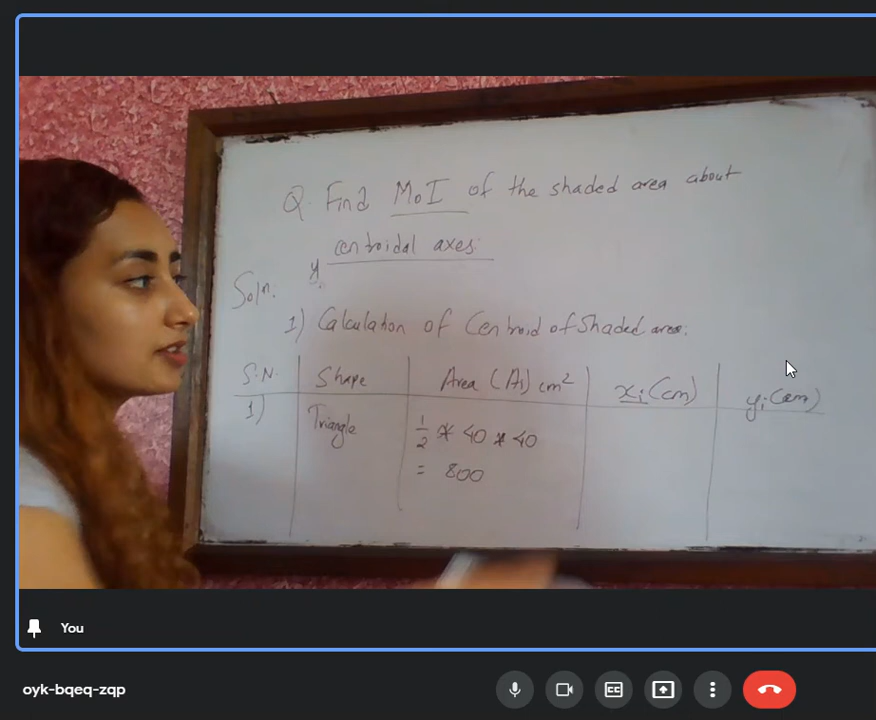 Q. Find MoI of the shaded area about
centroidal axes.
Soln.
1) Calculation of Centroid of Shaded area.
S.N. Shape Area (Ai) cm² xi (cm) yi (cm)
1) Triangle 1/2 * 40 * 40
= 800
You
oyk-bqeq-zqp
CC